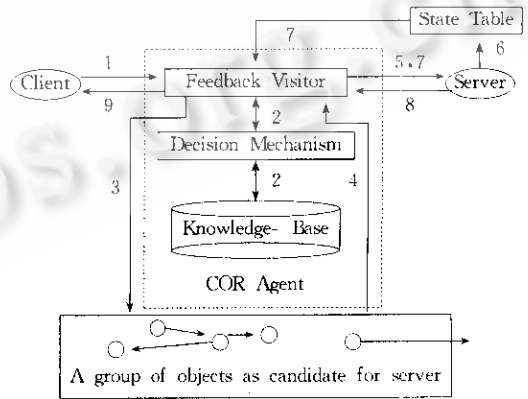 State Table
7
6
1
5,7
Client
Feedback Visitor
Server
9
8
2
Decision Mechanism
3
2
4
Knowledge- Base
COR Agent
A group of objects as candidate for server